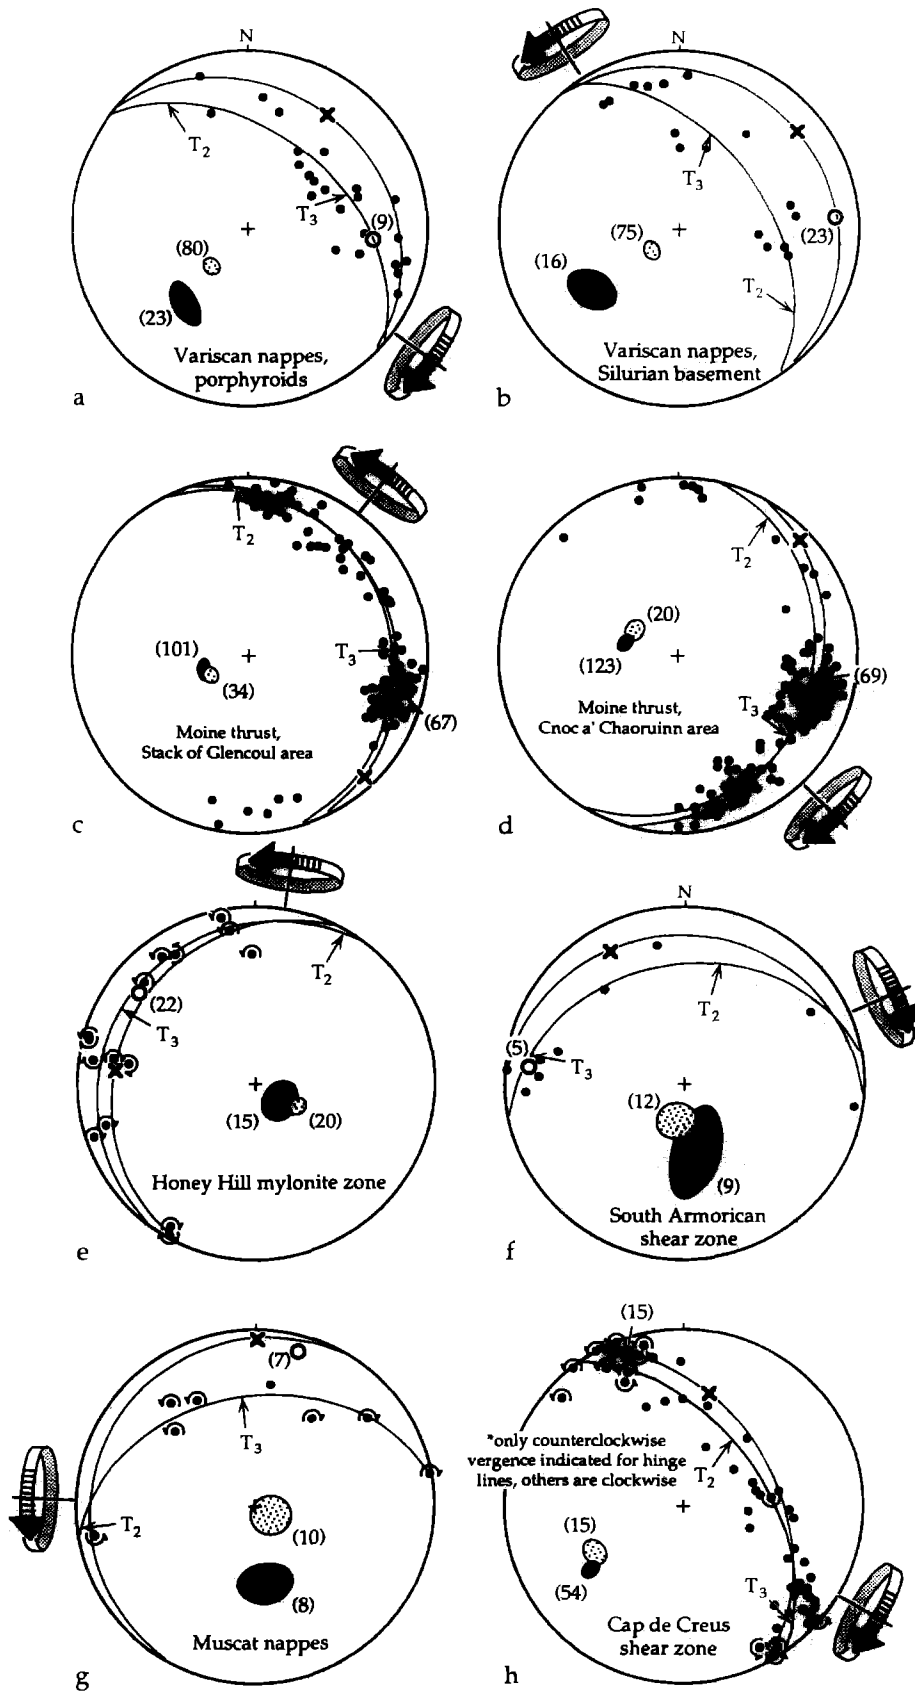 N
T2
T3
(9)
(80)
(23)
Variscan nappes,
porphyroids
a
N
T3
(75)
(23)
(16)
T2
Variscan nappes,
Silurian basement
b
T2
(101)
T3
(34)
(67)
Moine thrust,
Stack of Glencoul area
c
T2
(20)
(123)
(69)
T3
Moine thrust,
Cnoc a' Chaoruinn area
d
T2
(22)
T3
(15)
(20)
Honey Hill mylonite zone
e
N
T2
(5)
T3
(12)
(9)
South Armorican
shear zone
f
(7)
T3
T2
(10)
(8)
Muscat nappes
g
(15)
*only counterclockwise
vergence indicated for hinge
lines, others are clockwise
T2
(15)
(54)
T3
Cap de Creus
shear zone
h